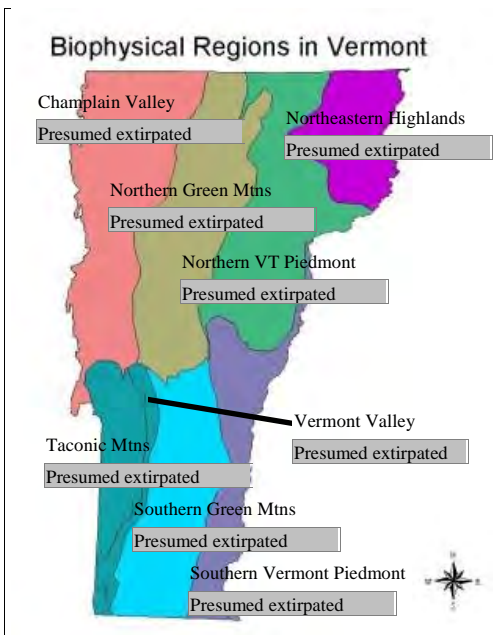 Biophysical Regions in Vermont
Champlain Valley
Presumed extirpated
Northeastern Highlands
Presumed extirpated
Northern Green Mtns
Presumed extirpated
Northern VT Piedmont
Presumed extirpated
Vermont Valley
Presumed extirpated
Taconic Mtns
Presumed extirpated
Southern Green Mtns
Presumed extirpated
Southern Vermont Piedmont
Presumed extirpated